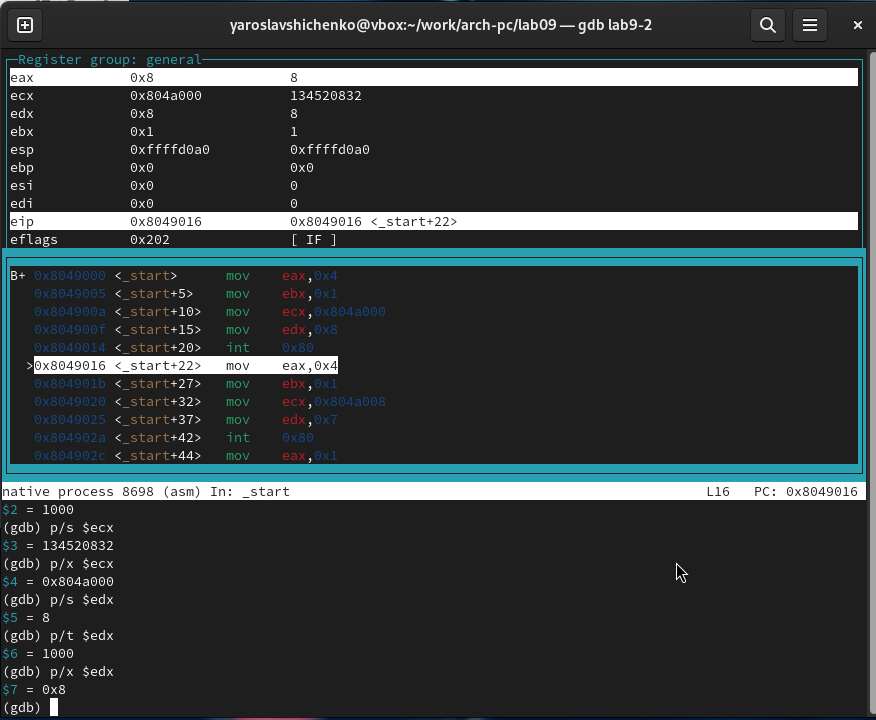 yaroslavshichenko@vbox:~/work/arch-pc/lab09 — gdb lab9-2
Register group: general
eax 0x8 8
ecx 0x804a000 134520832
edx 0x8 8
ebx 0x1 1
esp 0xffffd0a0 0xffffd0a0
ebp 0x0 0x0
esi 0x0 0
edi 0x0 0
eip 0x8049016 0x8049016 <_start+22>
eflags 0x202 [ IF ]
B+ 0x8049000 <_start> mov eax,0x4
0x8049005 <_start+5> mov ebx,0x1
0x804900a <_start+10> mov ecx,0x804a000
0x804900f <_start+15> mov edx,0x8
0x8049014 <_start+20> int 0x80
>0x8049016 <_start+22> mov eax,0x4
0x804901b <_start+27> mov ebx,0x1
0x8049020 <_start+32> mov ecx,0x804a008
0x8049025 <_start+37> mov edx,0x7
0x804902a <_start+42> int 0x80
0x804902c <_start+44> mov eax,0x1
native process 8698 (asm) In: _start L16 PC: 0x8049016
$2 = 1000
(gdb) p/s $ecx
$3 = 134520832
(gdb) p/x $ecx
$4 = 0x804a000
(gdb) p/s $edx
$5 = 8
(gdb) p/t $edx
$6 = 1000
(gdb) p/x $edx
$7 = 0x8
(gdb)